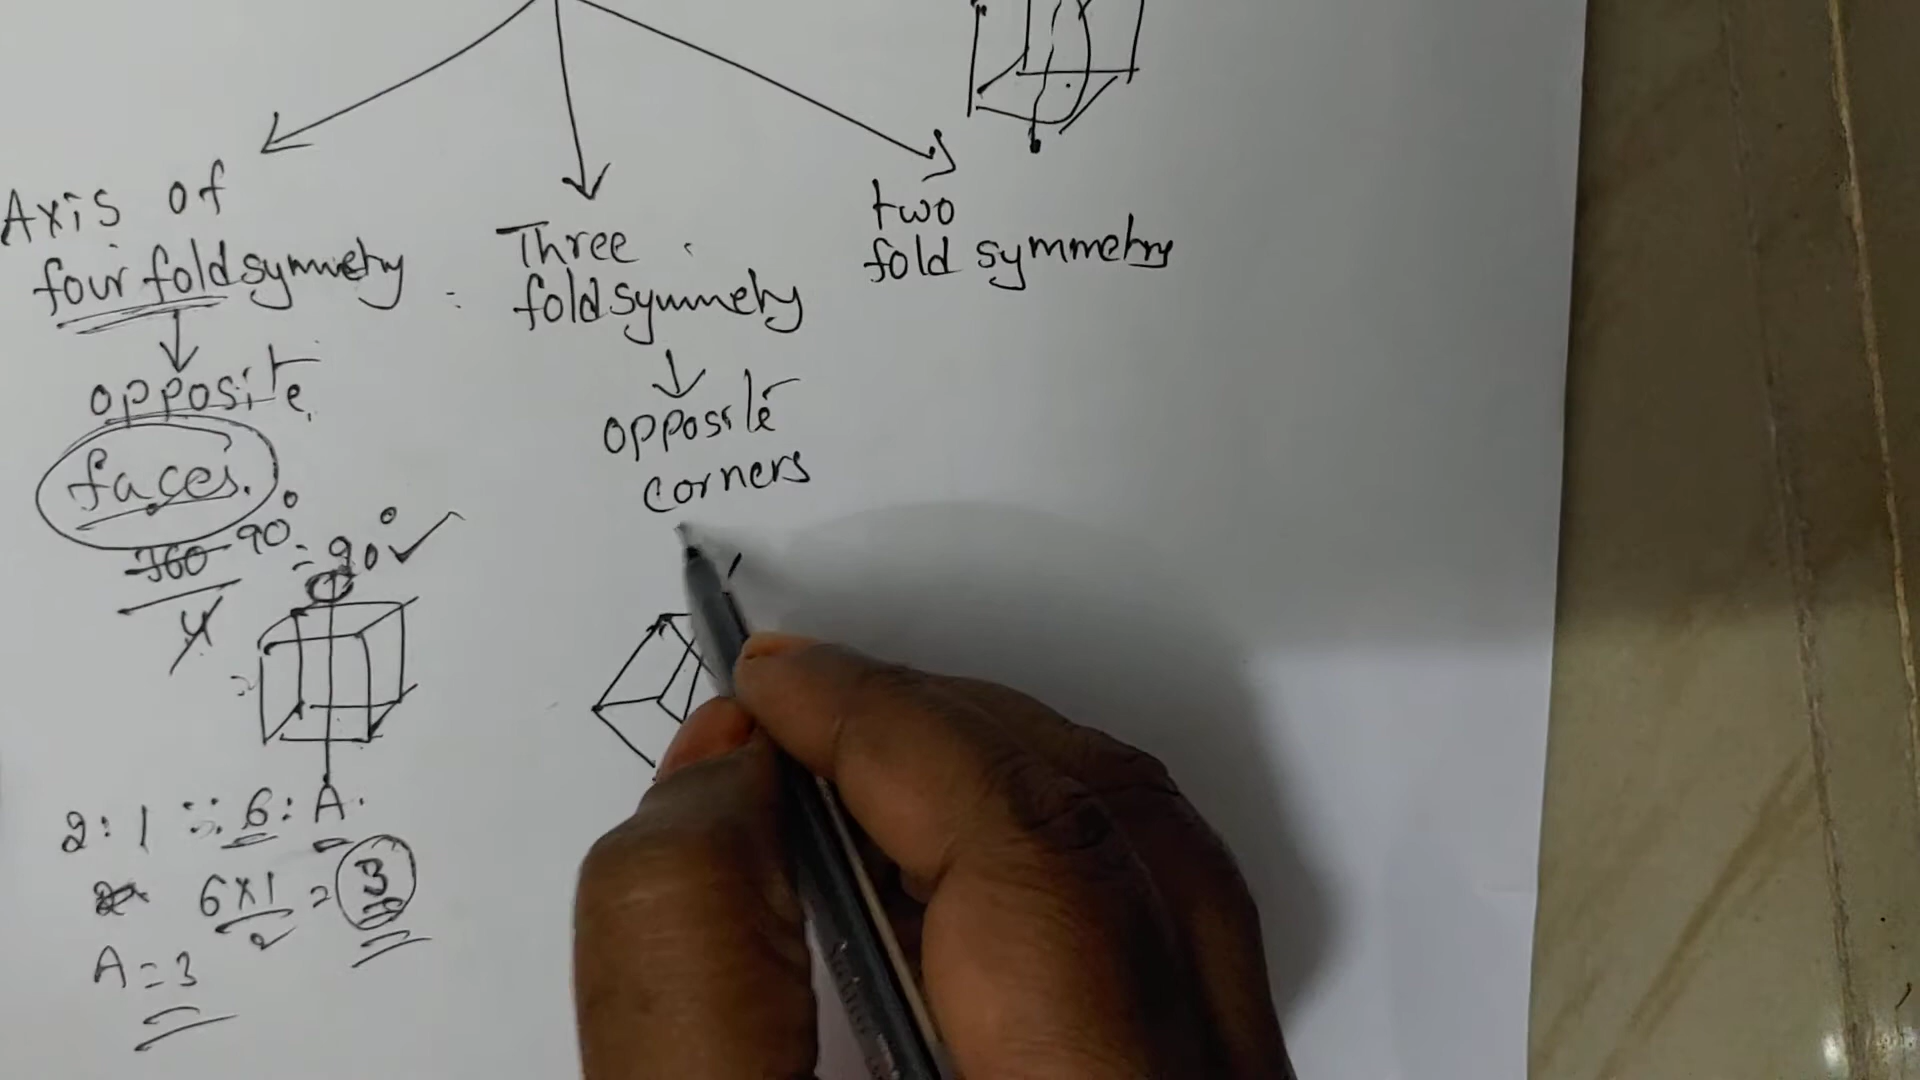 Axis of
four fold symmetry
opposite
faces.
360 90° = 90° ✓
4
2 : 1 :: 6 : A.
6×1 = 3
2
A = 3
Three
fold symmetry
opposite
corners
two
fold symmetry